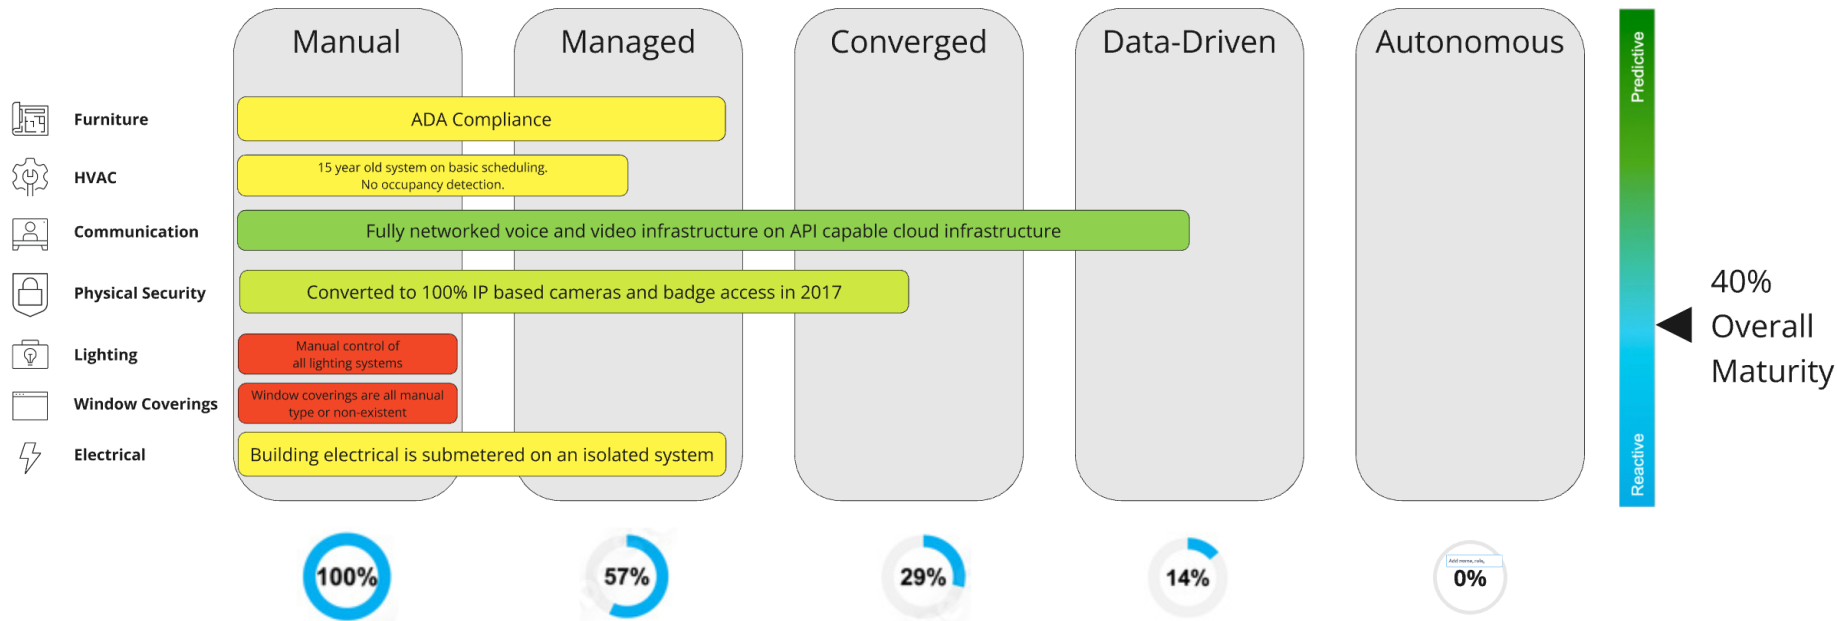 Manual
Managed
Converged
Data-Driven
Autonomous
Furniture
ADA Compliance
HVAC
15 year old system on basic scheduling.
No occupancy detection.
Communication
Fully networked voice and video infrastructure on API capable cloud infrastructure
Physical Security
Converted to 100% IP based cameras and badge access in 2017
Lighting
Manual control of
all lighting systems
Window Coverings
Window coverings are all manual
type or non-existent
Electrical
Building electrical is submetered on an isolated system
Predictive
Reactive
40%
Overall
Maturity
100%
57%
29%
14%
Add name, role,
0%